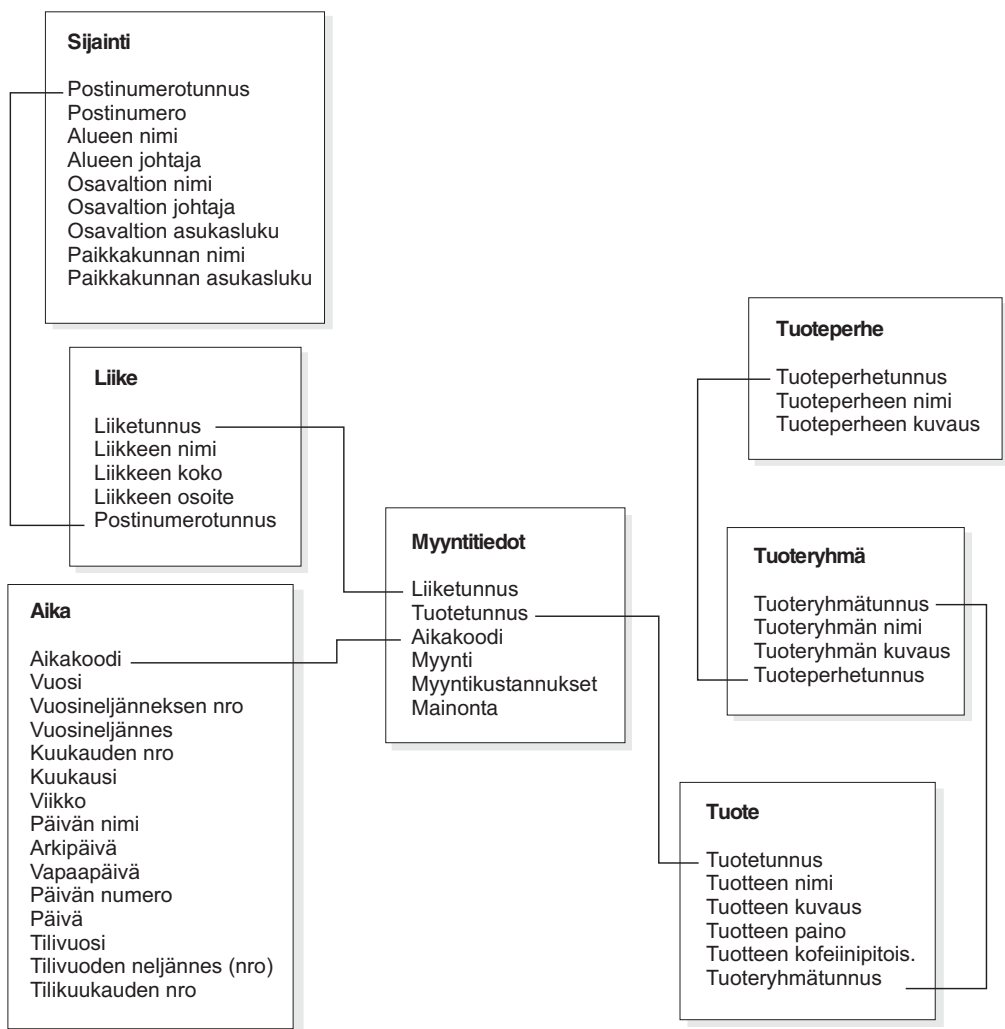 Sijainti
Postinumerotunnus
Postinumero
Alueen nimi
Alueen johtaja
Osavaltion nimi
Osavaltion johtaja
Osavaltion asukasluku
Paikkakunnan nimi
Paikkakunnan asukasluku
Liike
Liiketunnus
Liikkeen nimi
Liikkeen koko
Liikkeen osoite
Postinumerotunnus
Aika
Aikakoodi
Vuosi
Vuosineljänneksen nro
Vuosineljännes
Kuukauden nro
Kuukausi
Viikko
Päivän nimi
Arkipäivä
Vapaapäivä
Päivän numero
Päivä
Tilivuosi
Tilivuoden neljännes (nro)
Tilikuukauden nro
Myyntitiedot
Liiketunnus
Tuotetunnus
Aikakoodi
Myynti
Myyntikustannukset
Mainonta
Tuoteperhe
Tuoteperhetunnus
Tuoteperheen nimi
Tuoteperheen kuvaus
Tuoteryhmä
Tuoteryhmätunnus
Tuoteryhmän nimi
Tuoteryhmän kuvaus
Tuoteperhetunnus
Tuote
Tuotetunnus
Tuotteen nimi
Tuotteen kuvaus
Tuotteen paino
Tuotteen kofeiinipitois.
Tuoteryhmätunnus